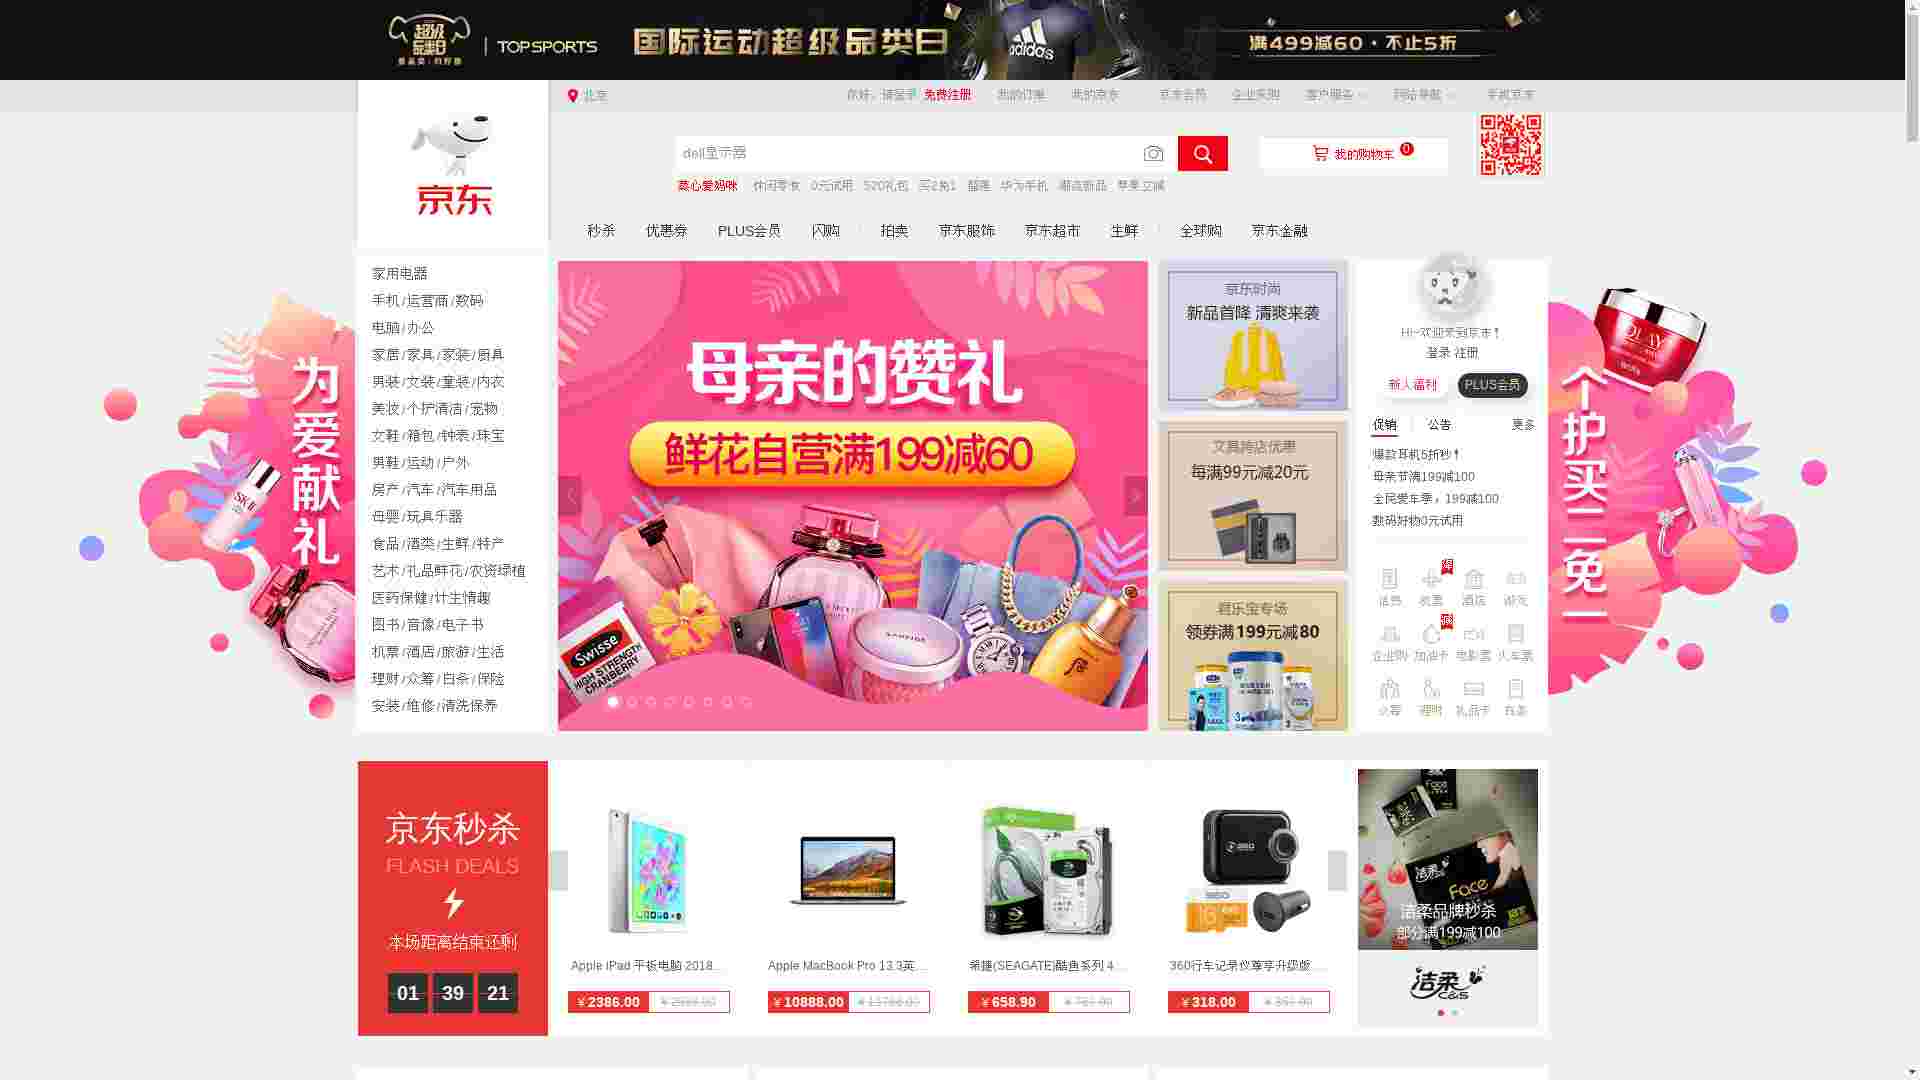 超级
品类日
TOPSPORTS
国际运动超级品类日
adidas
满499减60·不止5折
北京
你好，请登录 免费注册
我的订单
我的京东
京东会员
企业采购
客户服务
网站导航
手机京东
京东
dell显示器
我的购物车
0
蒸心爱妈咪
休闲零食
0元试用
520礼包
买2免1
华为手机
潮流新品
秒杀
优惠券
PLUS会员
闪购
拍卖
京东服饰
京东超市
生鲜
全球购
京东金融
家用电器
手机/运营商/数码
电脑/办公
家居/家具/家装/厨具
男装/女装/童装/内衣
美妆/个护清洁/宠物
女鞋/箱包/钟表/珠宝
男鞋/运动/户外
房产/汽车/汽车用品
母婴/玩具乐器
食品/酒类/生鲜/特产
艺术/礼品鲜花/农资绿植
医药保健/计生情趣
图书/音像/电子书
机票/酒店/旅游/生活
理财/众筹/白条/保险
安装/维修/清洗保养
为爱献礼
SK-II
母亲的赞礼
鲜花自营满199减60
Swisse
HIGH STRENGTH
CRANBERRY
京东时尚
新品首降 清爽来袭
文具跨店优惠
每满99元减20元
君乐宝专场
领券满199元减80
Hi~欢迎来到京东！
登录 注册
新人福利
PLUS会员
促销
公告
更多
爆款耳机5折秒！
母亲节满199减100
全民爱车季，199减100
数码好物0元试用
话费
机票
酒店
游戏
企业购
加油卡
电影票
火车票
众筹
理财
礼品卡
白条
OLAY
个护买二免一
京东秒杀
FLASH DEALS
本场距离结束还剩
01
39
21
Apple iPad 平板电脑 2018...
¥2386.00
Apple MacBook Pro 13.3英...
¥10888.00
希捷(SEAGATE)酷鱼系列 4...
¥658.90
360行车记录仪尊享升级版...
¥318.00
洁柔
Face
洁柔品牌秒杀
部分满199减100
洁柔
C&S